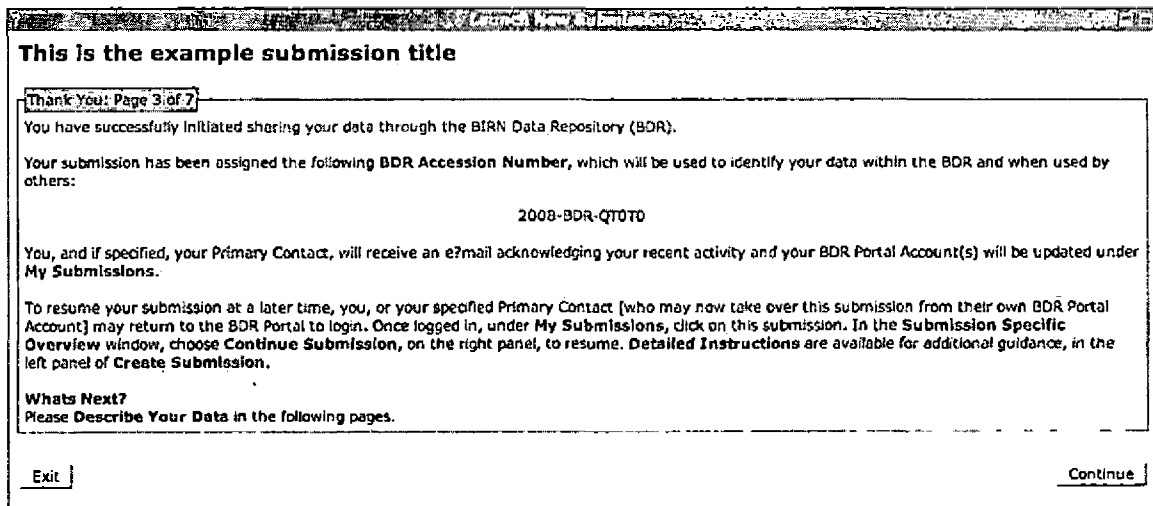 Launch New Submission
This is the example submission title
Thank You: Page 3 of 7
You have successfully initiated sharing your data through the BIRN Data Repository (BDR).
Your submission has been assigned the following BDR Accession Number, which will be used to identify your data within the BDR and when used by
others:
2008-BDR-QT0T0
You, and if specified, your Primary Contact, will receive an e?mail acknowledging your recent activity and your BDR Portal Account(s) will be updated under
My Submissions.
To resume your submission at a later time, you, or your specified Primary Contact [who may now take over this submission from their own BDR Portal
Account] may return to the BDR Portal to login. Once logged in, under My Submissions, click on this submission. In the Submission Specific
Overview window, choose Continue Submission, on the right panel, to resume. Detailed Instructions are available for additional guidance, in the
left panel of Create Submission.
Whats Next?
Please Describe Your Data in the following pages.
Exit
Continue